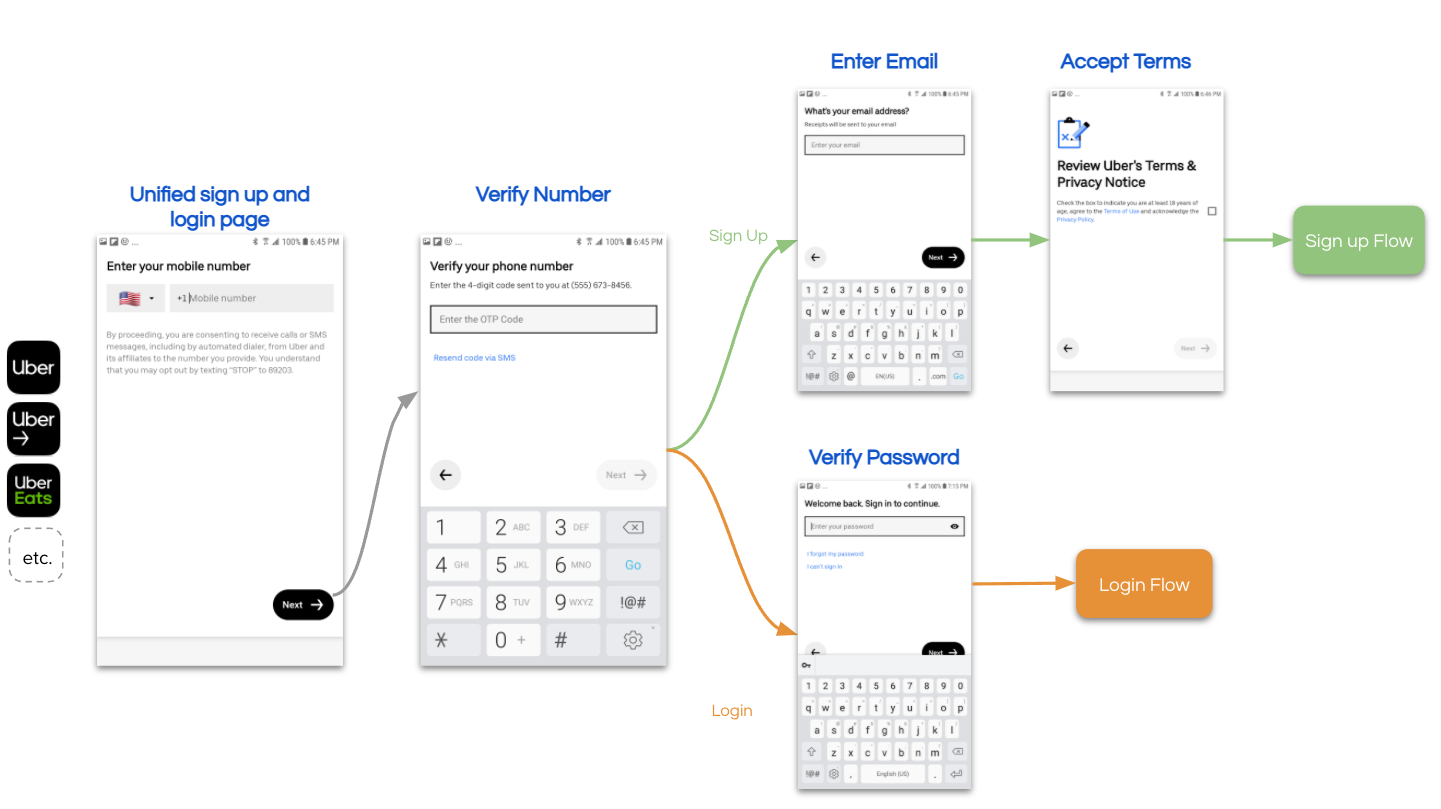 Uber
Uber
→
Uber
Eats
etc.
Unified sign up and
login page
100% 6:45 PM
Enter your mobile number
+1 Mobile number
By proceeding, you are consenting to receive calls or SMS
messages, including by automated dialer, from Uber and
its affiliates to the number you provide. You understand
that you may opt out by texting "STOP" to 89203.
Next →
Verify Number
... 100% 6:45 PM
Verify your phone number
Enter the 4-digit code sent to you at (555) 673-8456.
Enter the OTP Code
Resend code via SMS
← Next →
1 2 ABC 3 DEF
4 GHI 5 JKL 6 MNO Go
7 PQRS 8 TUV 9 WXYZ !@#
* 0 + #
Sign Up
Enter Email
... 100% 6:45 PM
What's your email address?
Receipts will be sent to your email
Enter your email
← Next →
1 2 3 4 5 6 7 8 9 0
q w e r t y u i o p
a s d f g h j k l
z x c v b n m
!@# @ EN(US) . .com Go
Accept Terms
... 100% 6:46 PM
Review Uber's Terms &
Privacy Notice
Check the box to indicate you are at least 18 years of
age, agree to the Terms of Use and acknowledge the
Privacy Policy.
← Next →
Sign up Flow
Login
Verify Password
... 100% 7:15 PM
Welcome back. Sign in to continue.
Enter your password
I forgot my password
I can't sign in
← Next →
1 2 3 4 5 6 7 8 9 0
q w e r t y u i o p
a s d f g h j k l
z x c v b n m
!@# , English (US) .
Login Flow